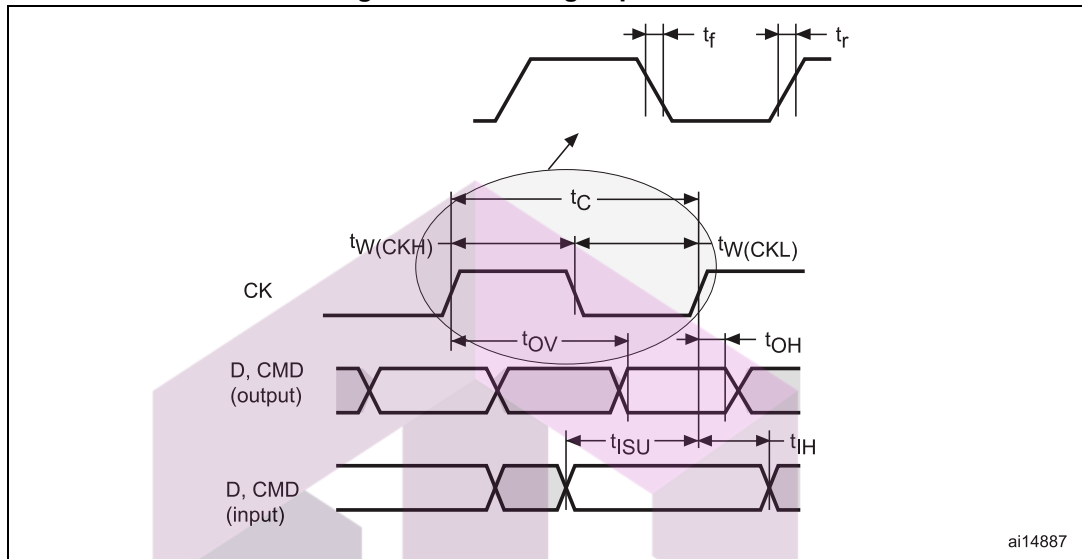 tf
tr
tC
tW(CKH)
tW(CKL)
CK
tOV
tOH
D, CMD
(output)
tISU
tIH
D, CMD
(input)
ai14887